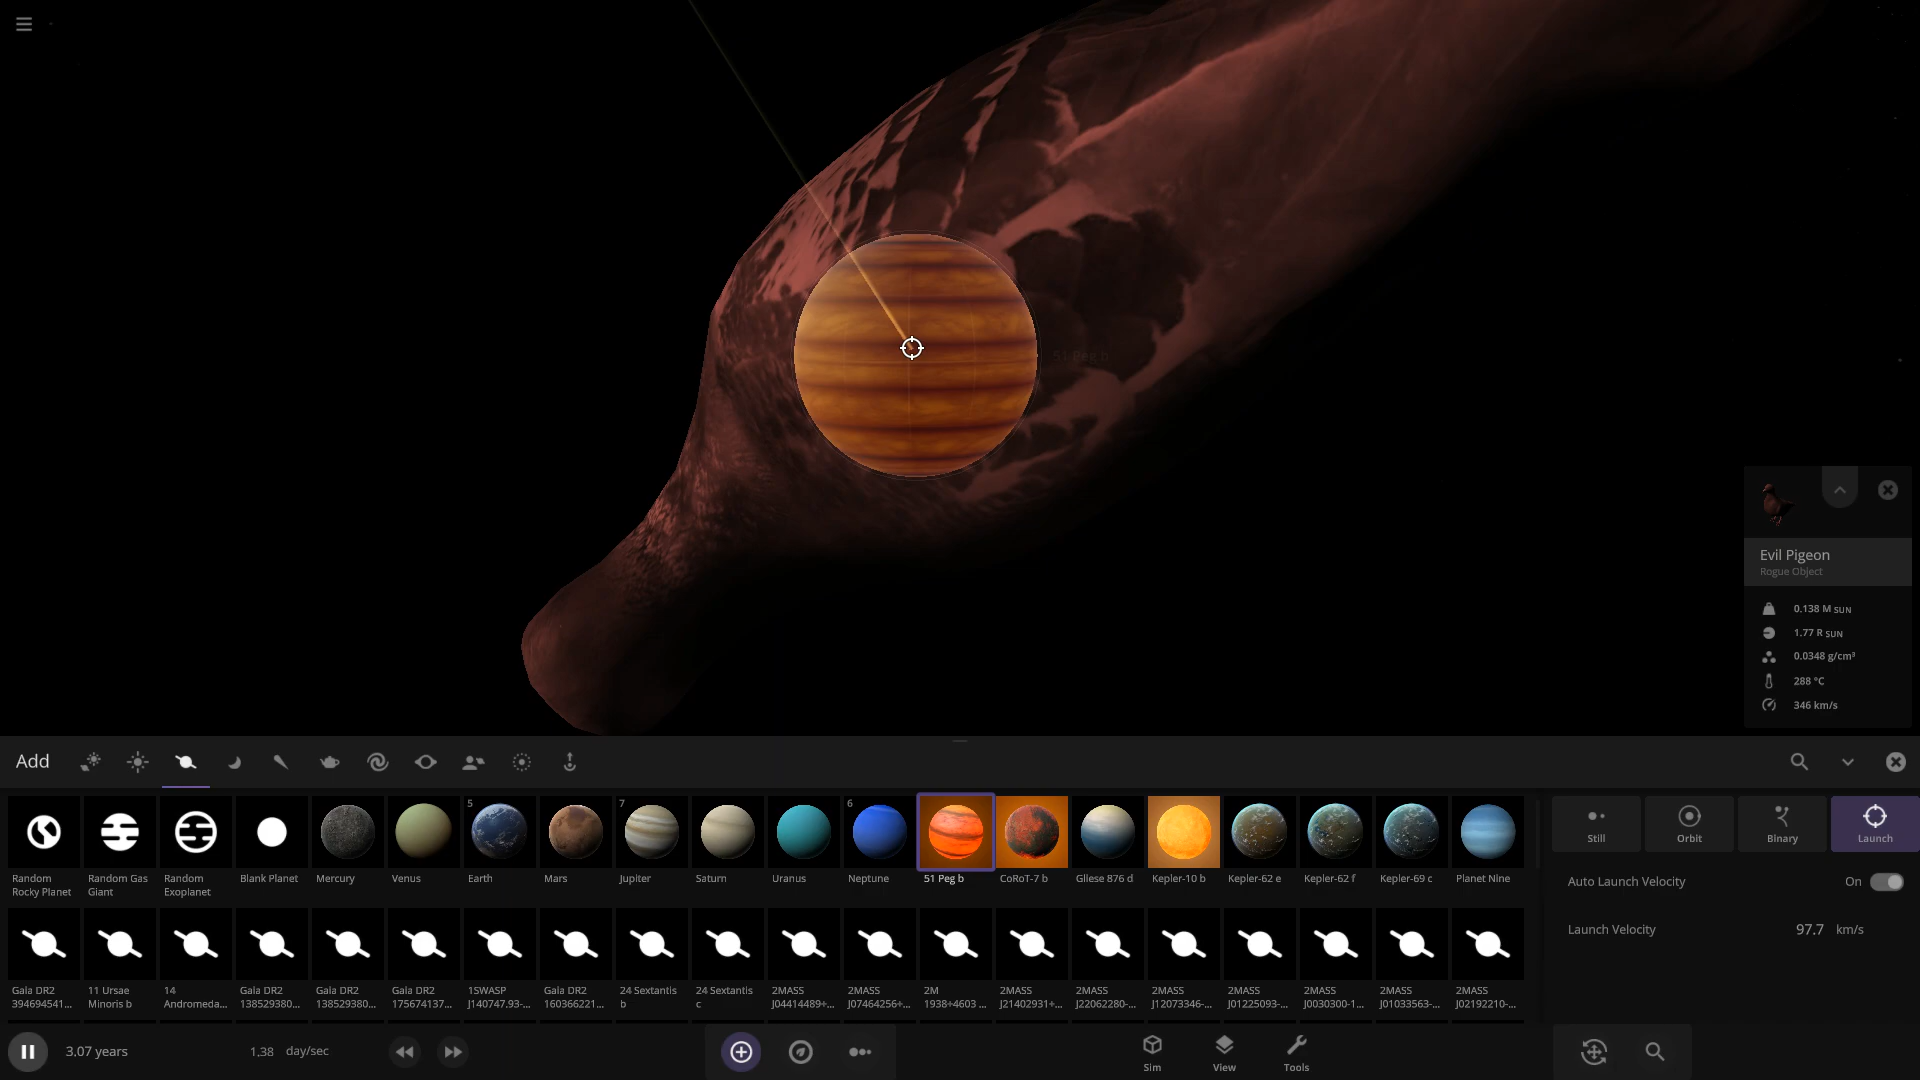 51 Peg b
Evil Pigeon
Rogue Object
0.138 M SUN
1.77 R SUN
0.0348 g/cm³
288 °C
346 km/s
Add
5
7
6
Random
Rocky Planet
Random Gas
Giant
Random
Exoplanet
Blank Planet
Mercury
Venus
Earth
Mars
Jupiter
Saturn
Uranus
Neptune
51 Peg b
CoRoT-7 b
Gliese 876 d
Kepler-10 b
Kepler-62 e
Kepler-62 f
Kepler-69 c
Planet Nine
Still
Orbit
Binary
Launch
Auto Launch Velocity On
Launch Velocity 97.7 km/s
Gaia DR2
394694541...
11 Ursae
Minoris b
14
Andromeda...
Gaia DR2
138529380...
Gaia DR2
138529380...
Gaia DR2
175674137...
1SWASP
J140747.93-...
Gaia DR2
160366221...
24 Sextantis
b
24 Sextantis
c
2MASS
J04414489+...
2MASS
J07464256+...
2M
1938+4603 ...
2MASS
J21402931+...
2MASS
J22062280-...
2MASS
J12073346-...
2MASS
J01225093-...
2MASS
J0030300-1...
2MASS
J01033563-...
2MASS
J02192210-...
3.07 years
1.38 day/sec
Sim
View
Tools